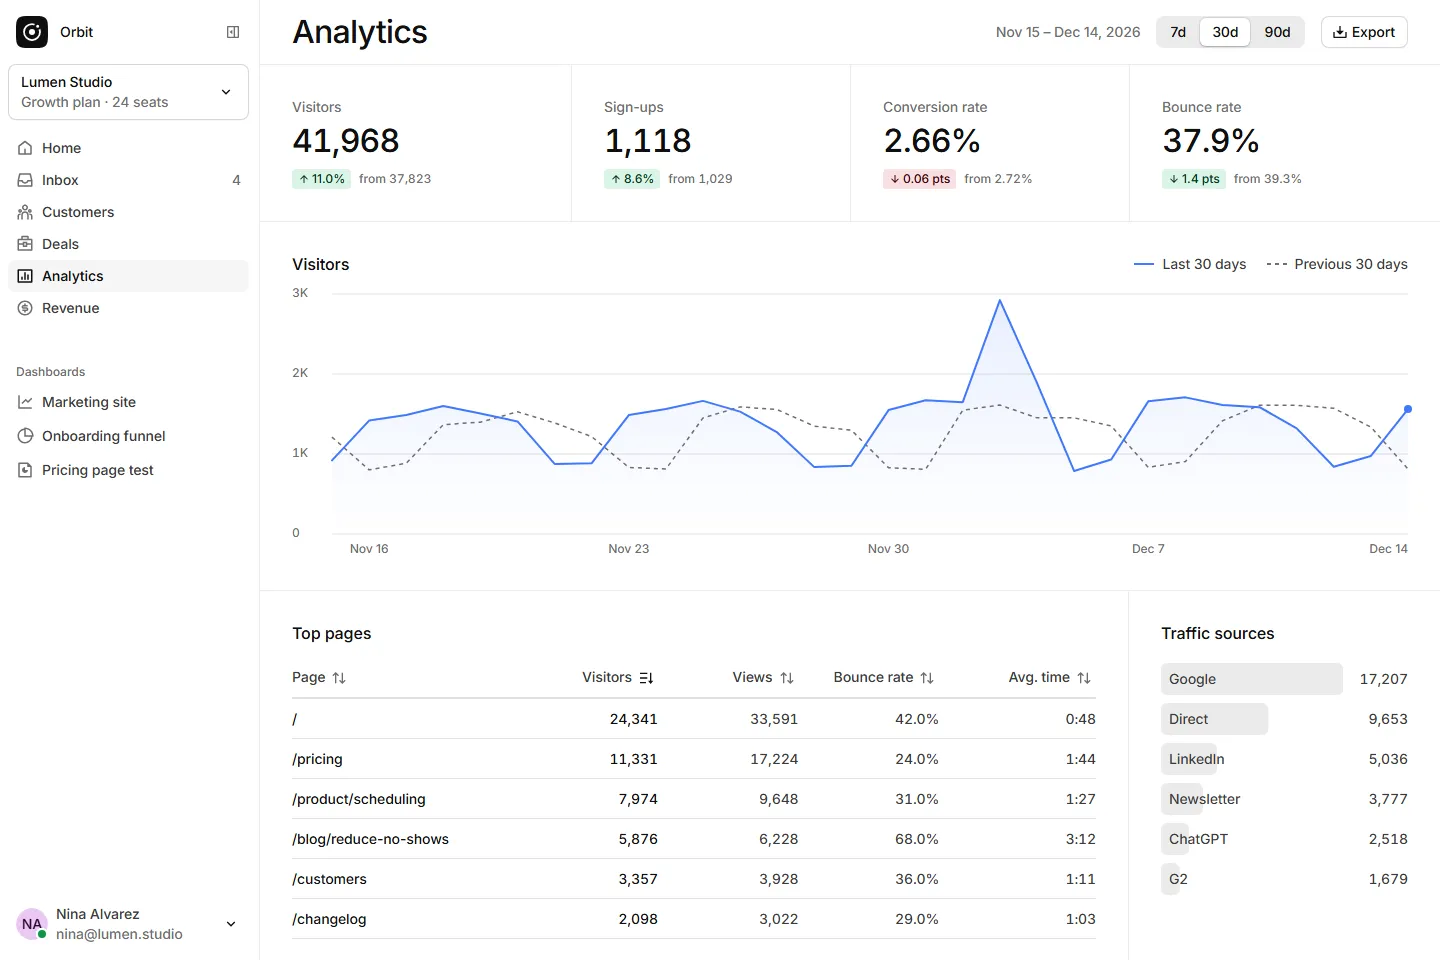 Orbit
Lumen Studio
Growth plan · 24 seats
Home
Inbox 4
Customers
Deals
Analytics
Revenue
Dashboards
Marketing site
Onboarding funnel
Pricing page test
NA
Nina Alvarez
nina@lumen.studio
Analytics
Nov 15 – Dec 14, 2026 7d 30d 90d Export
Visitors
41,968
↑ 11.0% from 37,823
Sign-ups
1,118
↑ 8.6% from 1,029
Conversion rate
2.66%
↓ 0.06 pts from 2.72%
Bounce rate
37.9%
↓ 1.4 pts from 39.3%
Visitors
Last 30 days Previous 30 days
3K
2K
1K
0
Nov 16 Nov 23 Nov 30 Dec 7 Dec 14
Top pages
Page Visitors Views Bounce rate Avg. time
/ 24,341 33,591 42.0% 0:48
/pricing 11,331 17,224 24.0% 1:44
/product/scheduling 7,974 9,648 31.0% 1:27
/blog/reduce-no-shows 5,876 6,228 68.0% 3:12
/customers 3,357 3,928 36.0% 1:11
/changelog 2,098 3,022 29.0% 1:03
Traffic sources
Google 17,207
Direct 9,653
LinkedIn 5,036
Newsletter 3,777
ChatGPT 2,518
G2 1,679